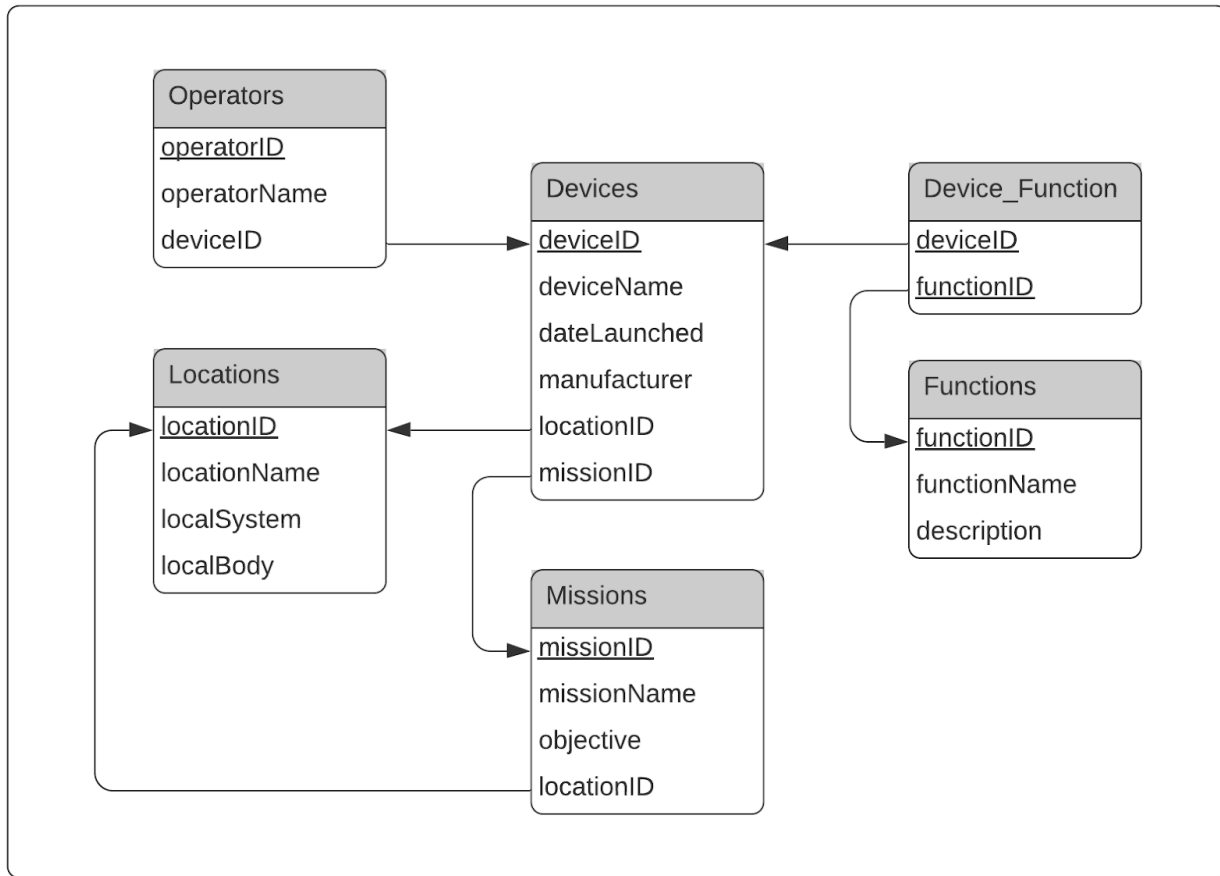 Operators
operatorID
operatorName
deviceID
Devices
deviceID
deviceName
dateLaunched
manufacturer
locationID
missionID
Device_Function
deviceID
functionID
Locations
locationID
locationName
localSystem
localBody
Functions
functionID
functionName
description
Missions
missionID
missionName
objective
locationID